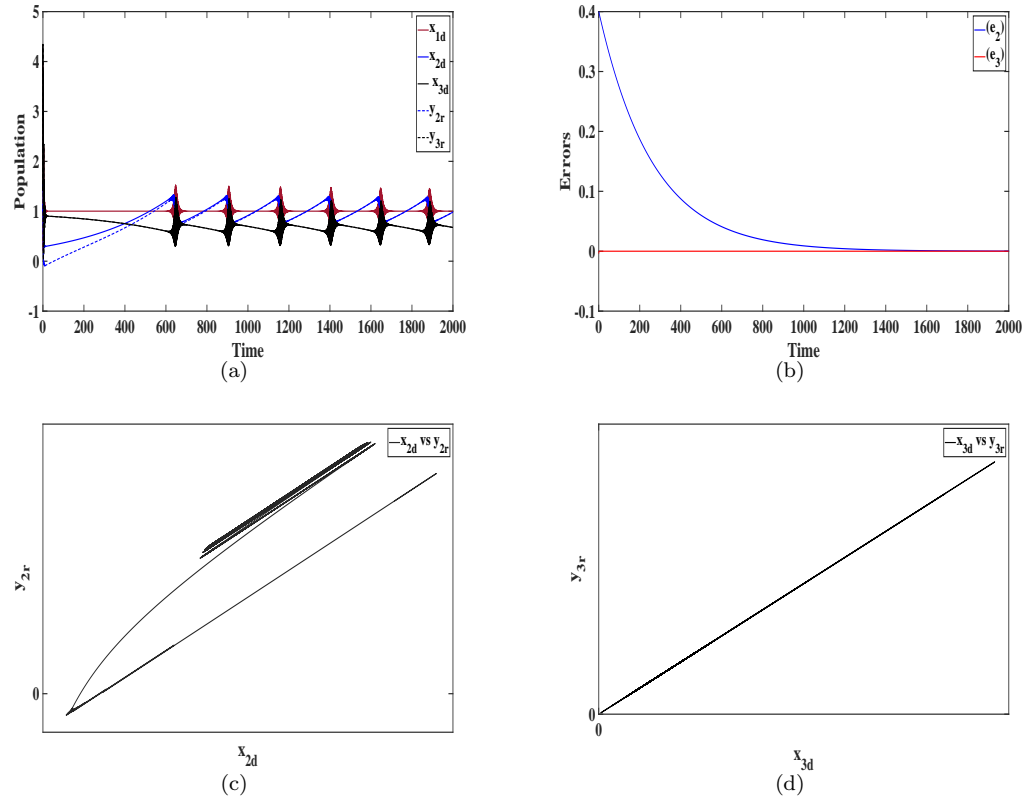 5
4
3
2
1
0
-1
Population
0 200 400 600 800 1000 1200 1400 1600 1800 2000
Time
x1d
x2d
x3d
y2r
y3r
(a)
0.4
0.3
0.2
0.1
0
-0.1
Errors
0 200 400 600 800 1000 1200 1400 1600 1800 2000
Time
(e2)
(e3)
(b)
x2d vs y2r
y2r
0
x2d
(c)
x3d vs y3r
y3r
0
0
x3d
(d)